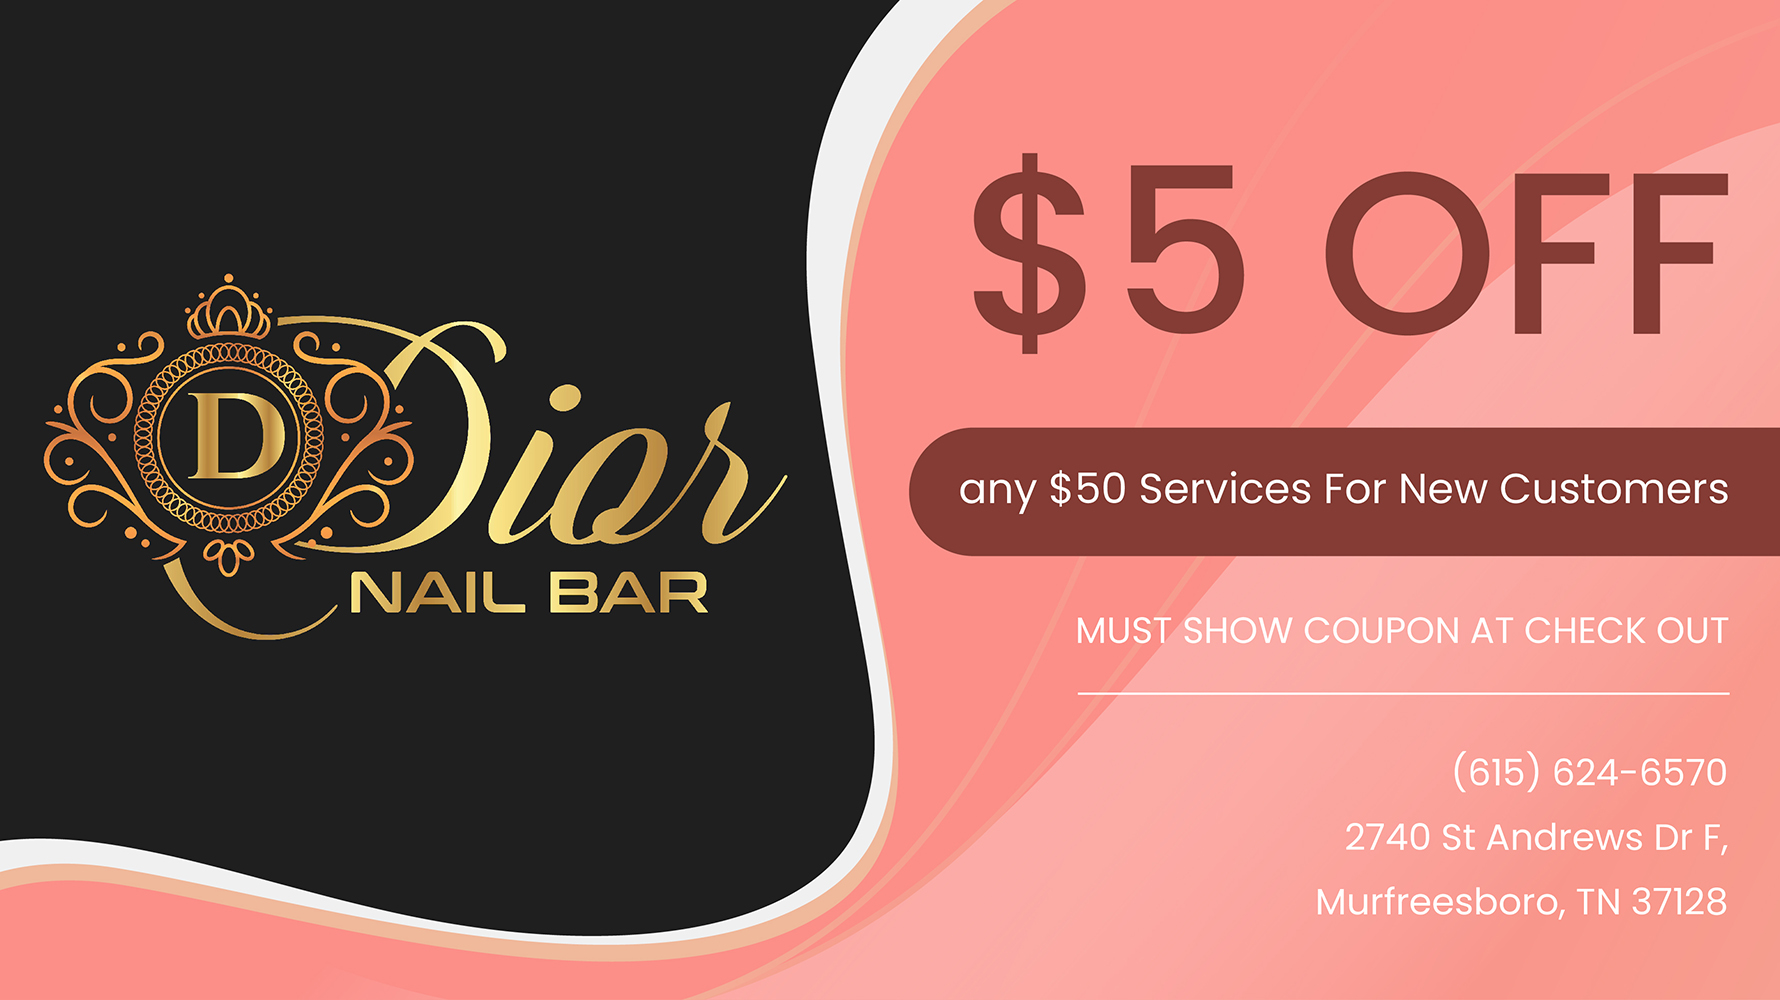 D
Dior
NAIL BAR
$5 OFF
any $50 Services For New Customers
MUST SHOW COUPON AT CHECK OUT
(615) 624-6570
2740 St Andrews Dr F,
Murfreesboro, TN 37128